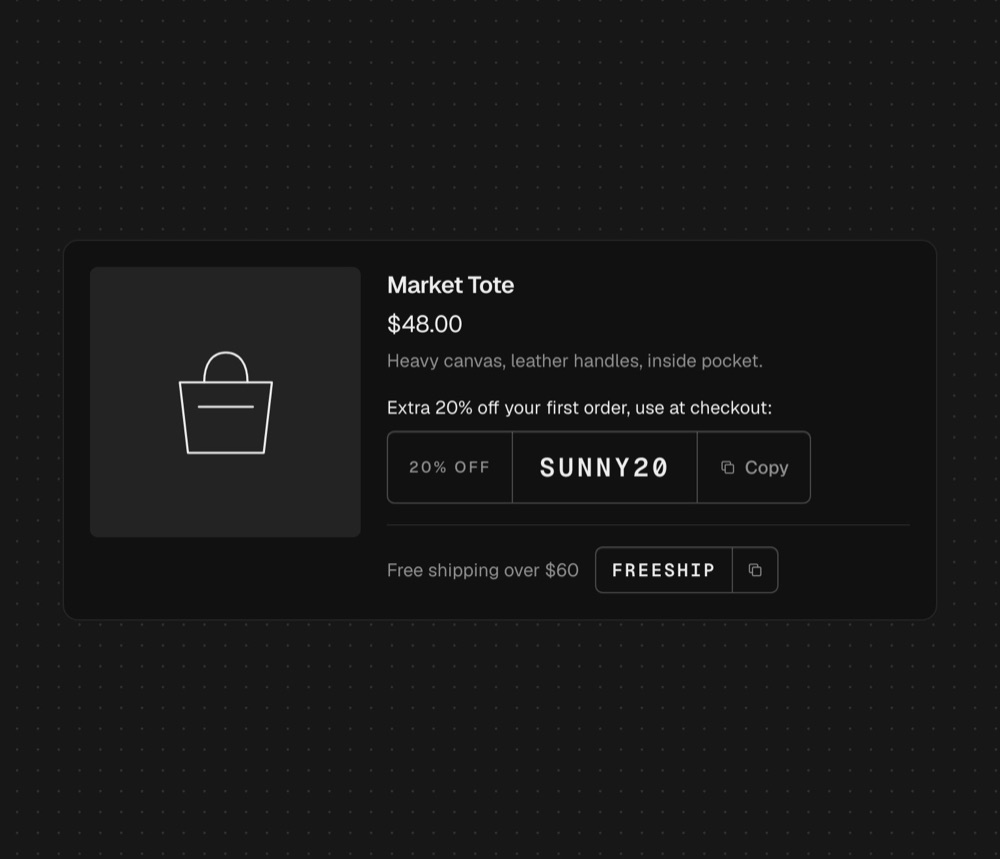 Market Tote
$48.00
Heavy canvas, leather handles, inside pocket.
Extra 20% off your first order, use at checkout:
20% OFF SUNNY20 Copy
Free shipping over $60 FREESHIP